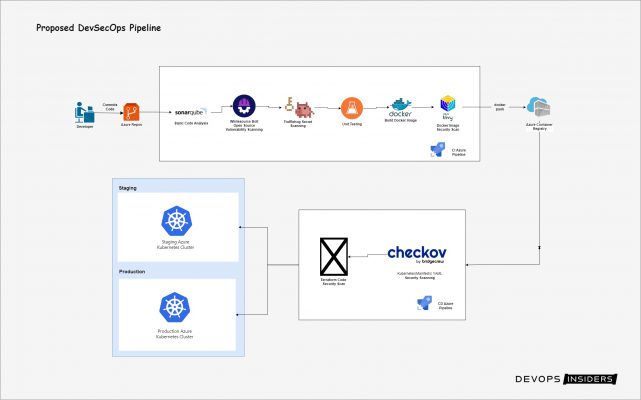 Proposed DevSecOps Pipeline
Commits
Code
Developer
Azure Repos
sonarqube
Static Code Analysis
Whitesource Bolt
Open Source
Vulnerability Scanning
Trufflehog Secret
Scanning
Unit Testing
docker
Build Docker Image
trivy
Docker Image
Security Scan
docker
push
Azure Container
Registry
CI Azure
Pipeline
Staging
Staging Azure
Kubernetes Cluster
Production
Production Azure
Kubernetes Cluster
Terraform Code
Security Scan
checkov
by bridgecrew
Kubernetes(Manifests) YAML
Security Scanning
CD Azure
Pipeline
DEVOPS INSIDERS